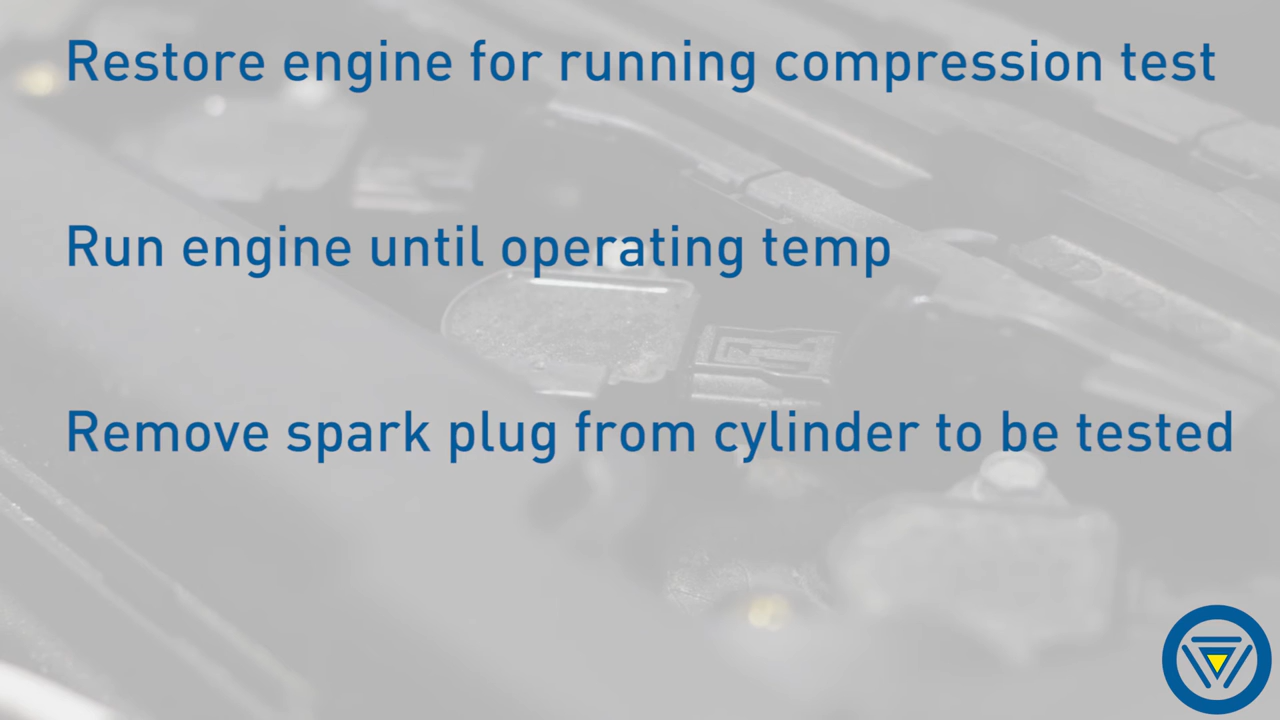 Restore engine for running compression test
Run engine until operating temp
Remove spark plug from cylinder to be tested